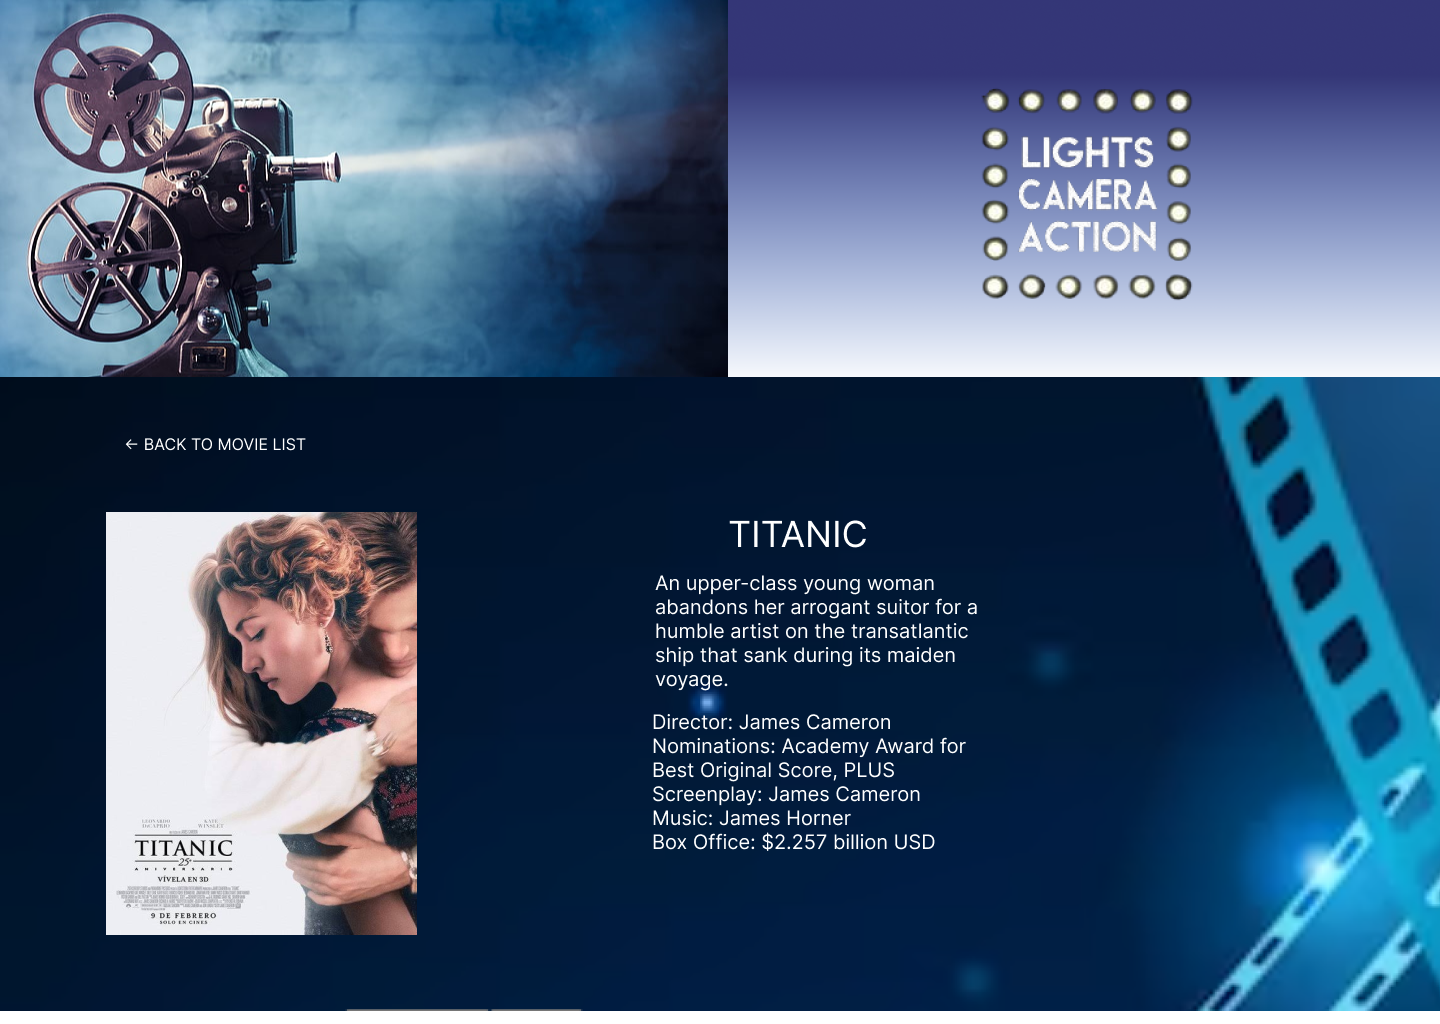 LIGHTS
CAMERA
ACTION
← BACK TO MOVIE LIST
TITANIC
An upper-class young woman
abandons her arrogant suitor for a
humble artist on the transatlantic
ship that sank during its maiden
voyage.
Director: James Cameron
Nominations: Academy Award for
Best Original Score, PLUS
Screenplay: James Cameron
Music: James Horner
Box Office: $2.257 billion USD
LEONARDO DiCAPRIO KATE WINSLET
TITANIC
25º
ANIVERSARIO
VÍVELA EN 3D
9 DE FEBRERO
SOLO EN CINES